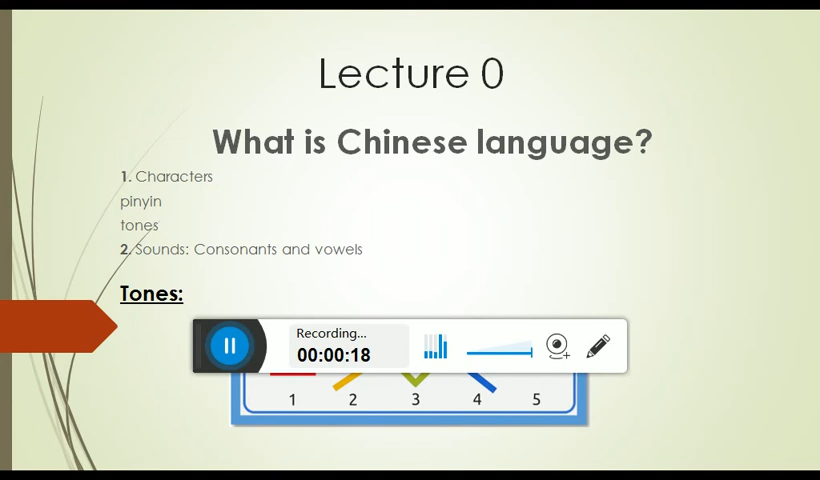 Lecture 0
What is Chinese language?
1. Characters
pinyin
tones
2. Sounds: Consonants and vowels
Tones:
Recording...
00:00:18
1 2 3 4 5